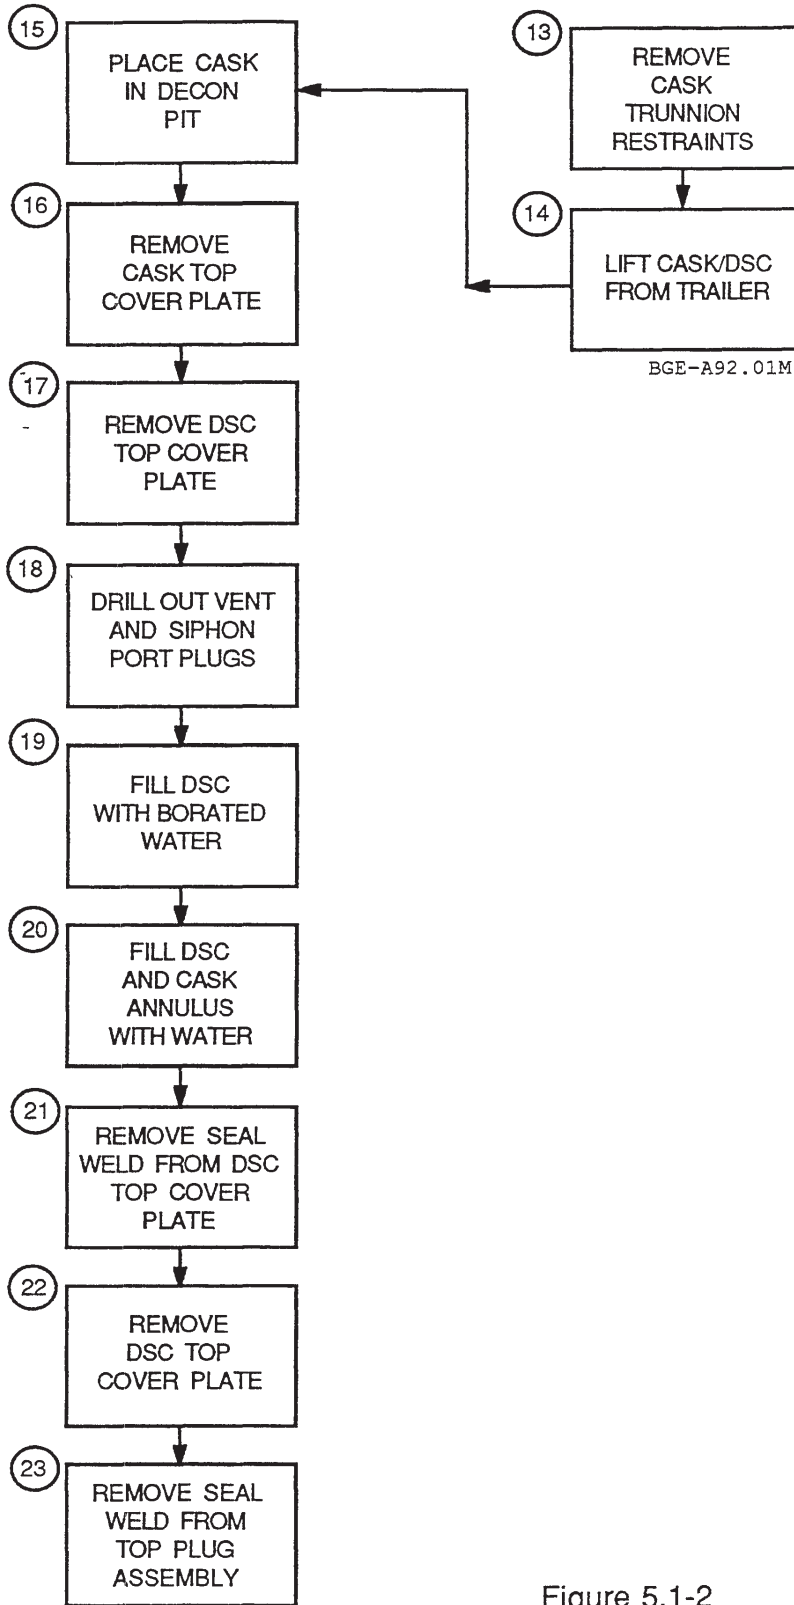 13
REMOVE
CASK
TRUNNION
RESTRAINTS
14
LIFT CASK/DSC
FROM TRAILER
BGE-A92.01M
15
PLACE CASK
IN DECON
PIT
16
REMOVE
CASK TOP
COVER PLATE
17
REMOVE DSC
TOP COVER
PLATE
18
DRILL OUT VENT
AND SIPHON
PORT PLUGS
19
FILL DSC
WITH BORATED
WATER
20
FILL DSC
AND CASK
ANNULUS
WITH WATER
21
REMOVE SEAL
WELD FROM DSC
TOP COVER
PLATE
22
REMOVE
DSC TOP
COVER PLATE
23
REMOVE SEAL
WELD FROM
TOP PLUG
ASSEMBLY
Figure 5.1-2